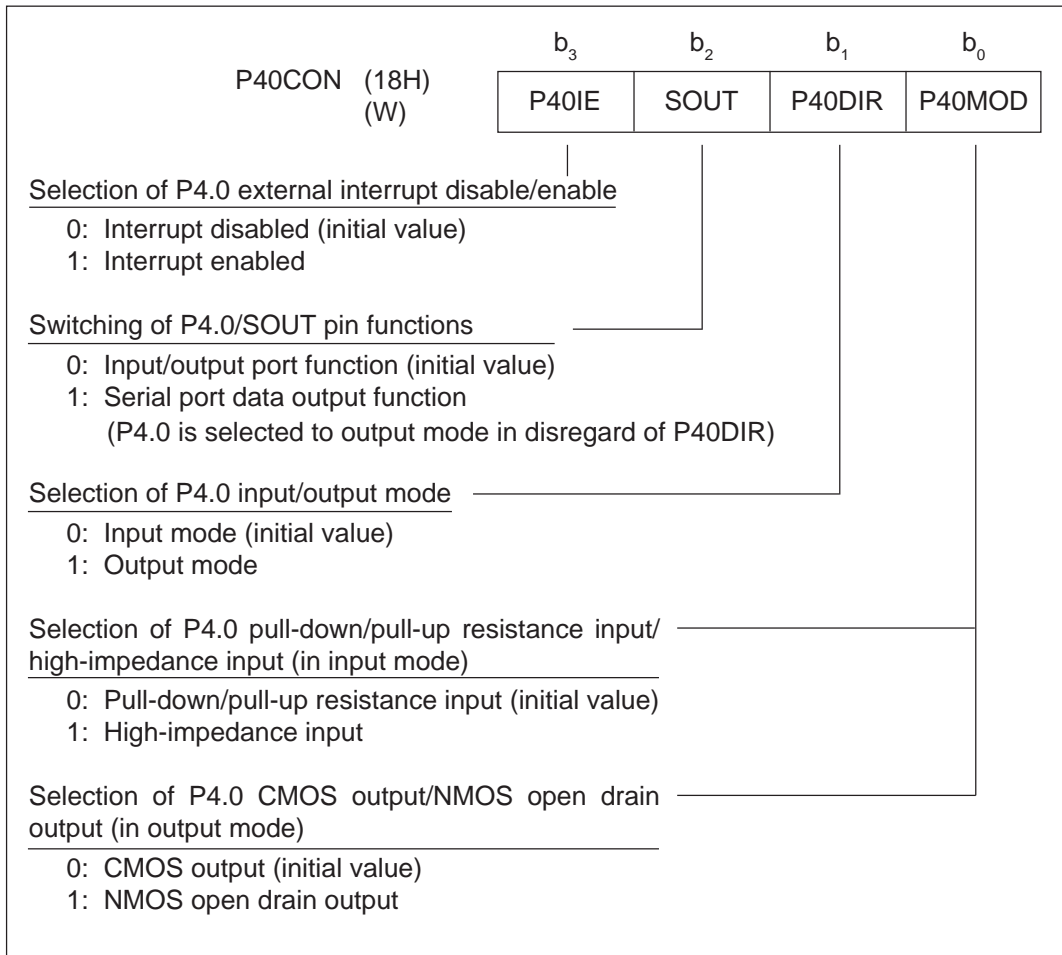 b3 b2 b1 b0
P40CON (18H)
(W)
P40IE SOUT P40DIR P40MOD
Selection of P4.0 external interrupt disable/enable
0: Interrupt disabled (initial value)
1: Interrupt enabled
Switching of P4.0/SOUT pin functions
0: Input/output port function (initial value)
1: Serial port data output function
(P4.0 is selected to output mode in disregard of P40DIR)
Selection of P4.0 input/output mode
0: Input mode (initial value)
1: Output mode
Selection of P4.0 pull-down/pull-up resistance input/
high-impedance input (in input mode)
0: Pull-down/pull-up resistance input (initial value)
1: High-impedance input
Selection of P4.0 CMOS output/NMOS open drain
output (in output mode)
0: CMOS output (initial value)
1: NMOS open drain output